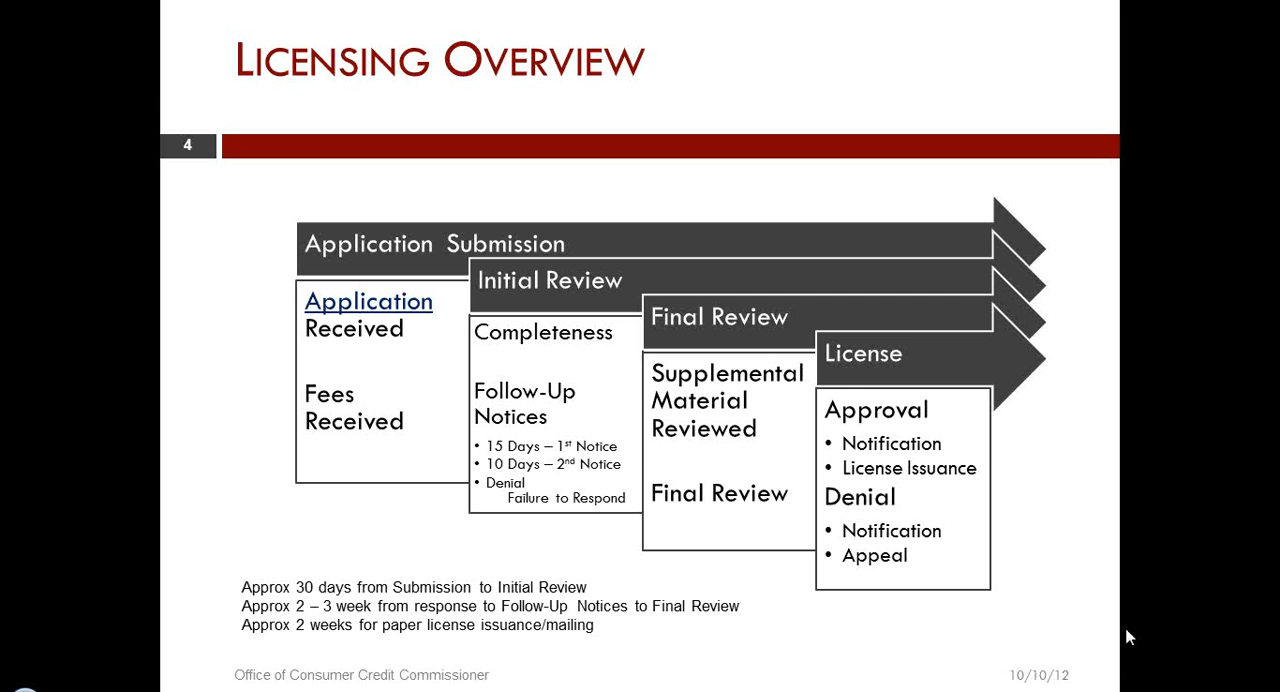 LICENSING OVERVIEW
4
Application Submission
Initial Review
Final Review
License
Application
Received
Fees
Received
Completeness
Follow-Up
Notices
• 15 Days – 1st Notice
• 10 Days – 2nd Notice
• Denial
Failure to Respond
Supplemental
Material
Reviewed
Final Review
Approval
• Notification
• License Issuance
Denial
• Notification
• Appeal
Approx 30 days from Submission to Initial Review
Approx 2 – 3 week from response to Follow-Up Notices to Final Review
Approx 2 weeks for paper license issuance/mailing
Office of Consumer Credit Commissioner
10/10/12